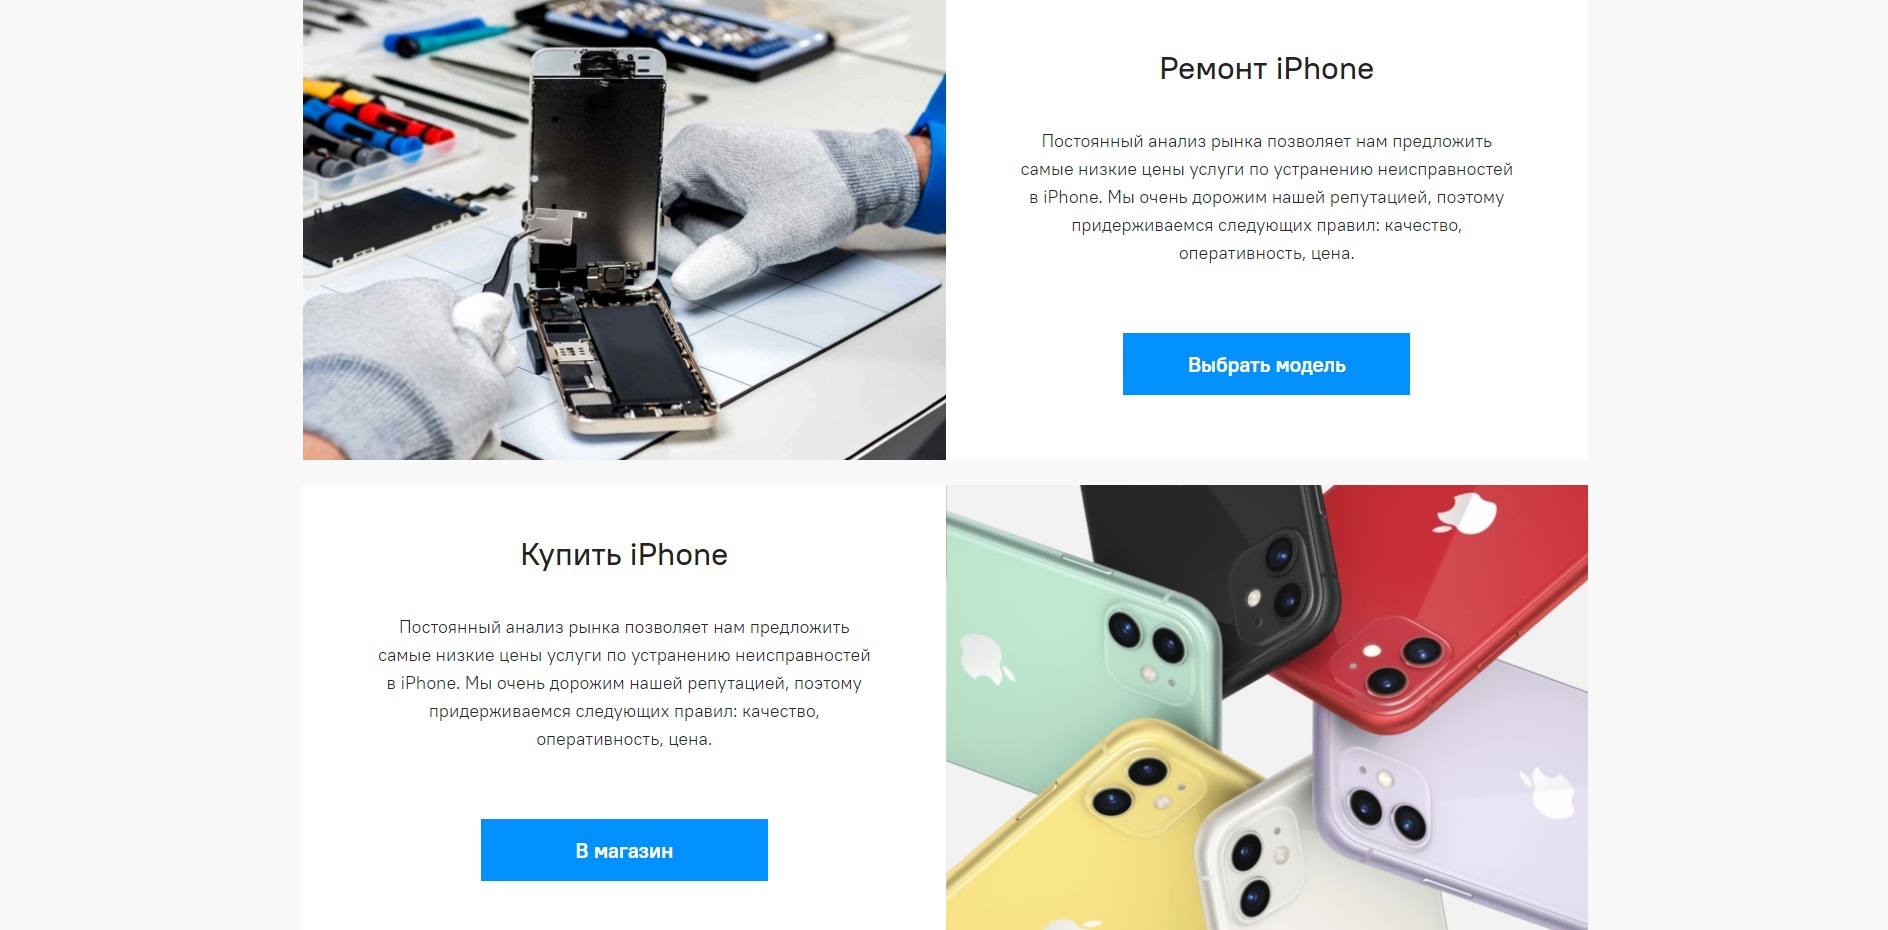 Ремонт iPhone
Постоянный анализ рынка позволяет нам предложить
самые низкие цены услуги по устранению неисправностей
в iPhone. Мы очень дорожим нашей репутацией, поэтому
придерживаемся следующих правил: качество,
оперативность, цена.
Выбрать модель
Купить iPhone
Постоянный анализ рынка позволяет нам предложить
самые низкие цены услуги по устранению неисправностей
в iPhone. Мы очень дорожим нашей репутацией, поэтому
придерживаемся следующих правил: качество,
оперативность, цена.
В магазин